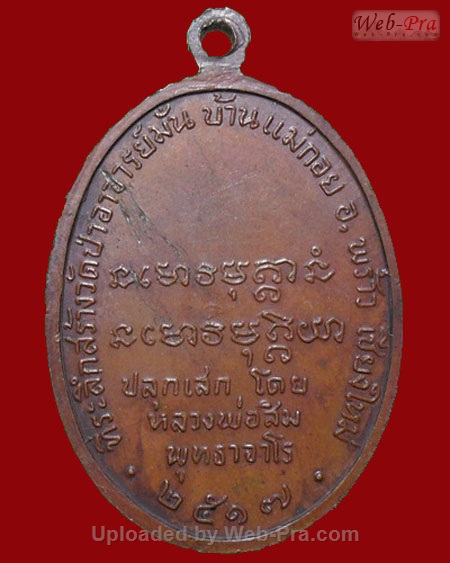 Web-Pra
Web-Pra.com
ที่ระลึกสร้างวัดป่าอาจารย์มั่น บ้านแม่กอย อ. พร้าว เชียงใหม่
ปลุกเสก โดย
หลวงพ่อสิม
พุทธาจาโร
๒๕๑๗
Uploaded by Web-Pra.com